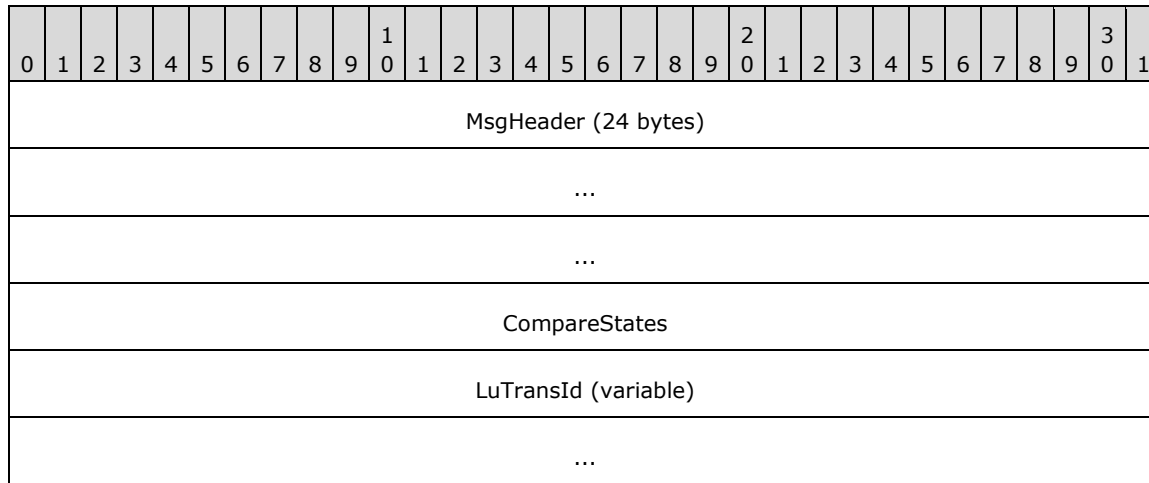 1 2 3
0 1 2 3 4 5 6 7 8 9 0 1 2 3 4 5 6 7 8 9 0 1 2 3 4 5 6 7 8 9 0 1
MsgHeader (24 bytes)
...
...
CompareStates
LuTransId (variable)
...